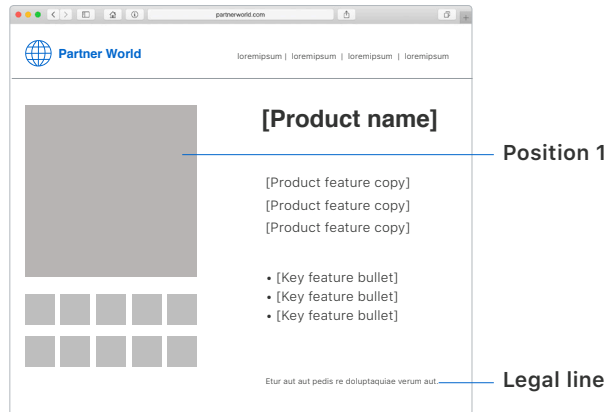 partnerworld.com
Partner World
loremipsum | loremipsum | loremipsum | loremipsum
[Product name]
Position 1
[Product feature copy]
[Product feature copy]
[Product feature copy]
• [Key feature bullet]
• [Key feature bullet]
• [Key feature bullet]
Etur aut aut pedis re doluptaquiae verum aut.
Legal line